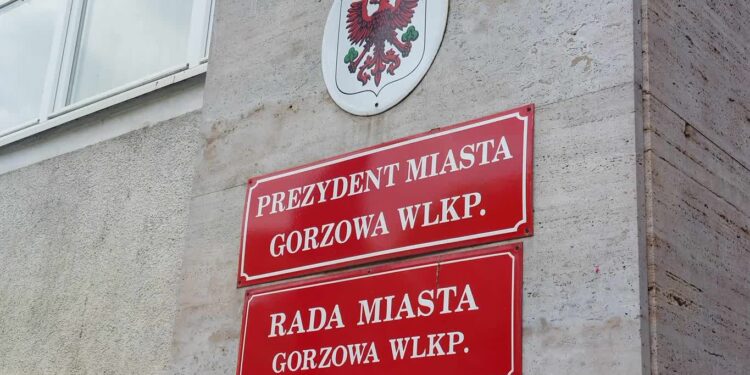 PREZYDENT MIASTA
GORZOWA WLKP.
RADA MIASTA
GORZOWA WLKP.